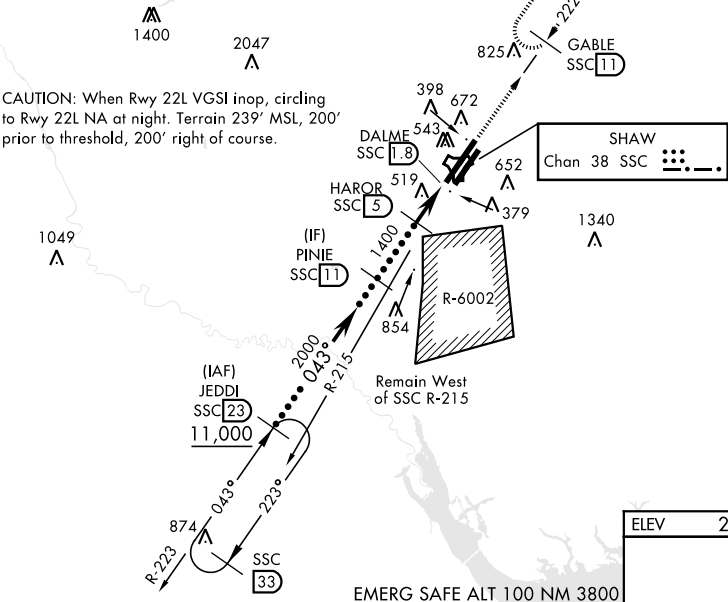 1400
2047
825
222
GABLE
SSC 11
CAUTION: When Rwy 22L VGSI inop, circling
to Rwy 22L NA at night. Terrain 239' MSL, 200'
prior to threshold, 200' right of course.
398
672
543
DALME
SSC 1.8
SHAW
Chan 38 SSC
652
519
379
HAROR
SSC 5
1340
1049
1400
(IF)
PINIE
SSC 11
R-6002
854
2000
043°
R-215
Remain West
of SSC R-215
(IAF)
JEDDI
SSC 23
11,000
043°
223°
874
R-223
SSC
33
ELEV 2
EMERG SAFE ALT 100 NM 3800